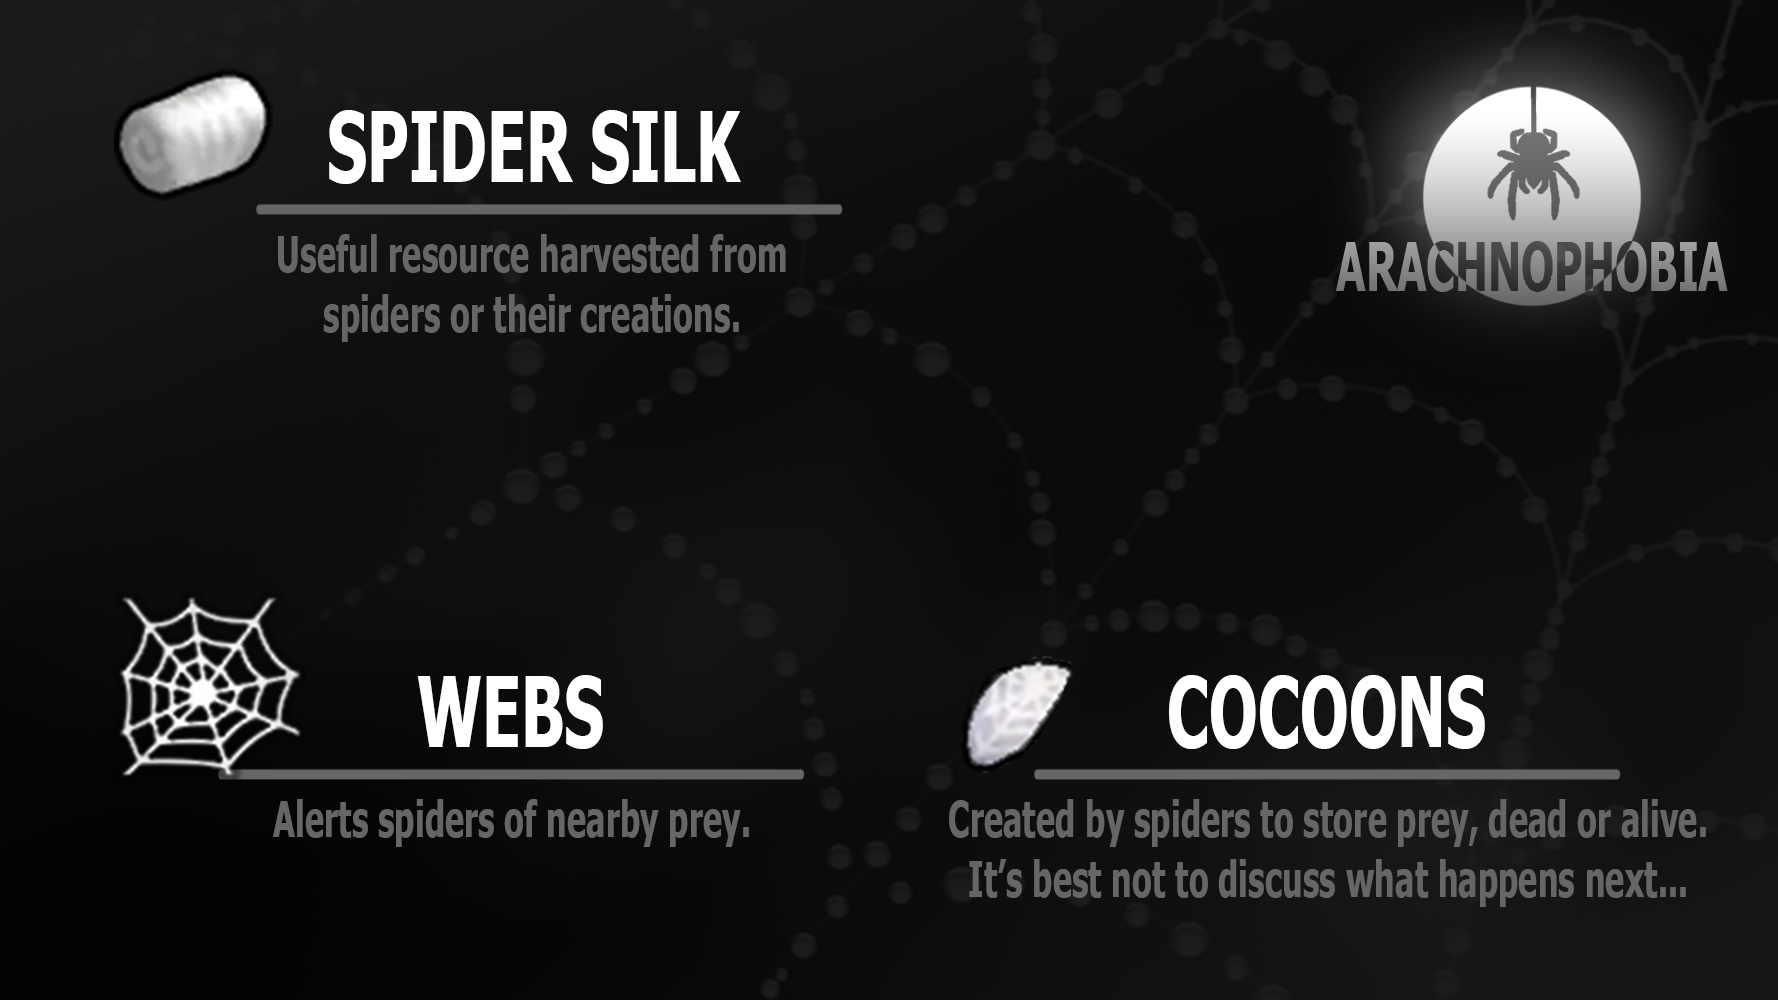 SPIDER SILK
Useful resource harvested from
spiders or their creations.
ARACHNOPHOBIA
WEBS
Alerts spiders of nearby prey.
COCOONS
Created by spiders to store prey, dead or alive.
It’s best not to discuss what happens next...